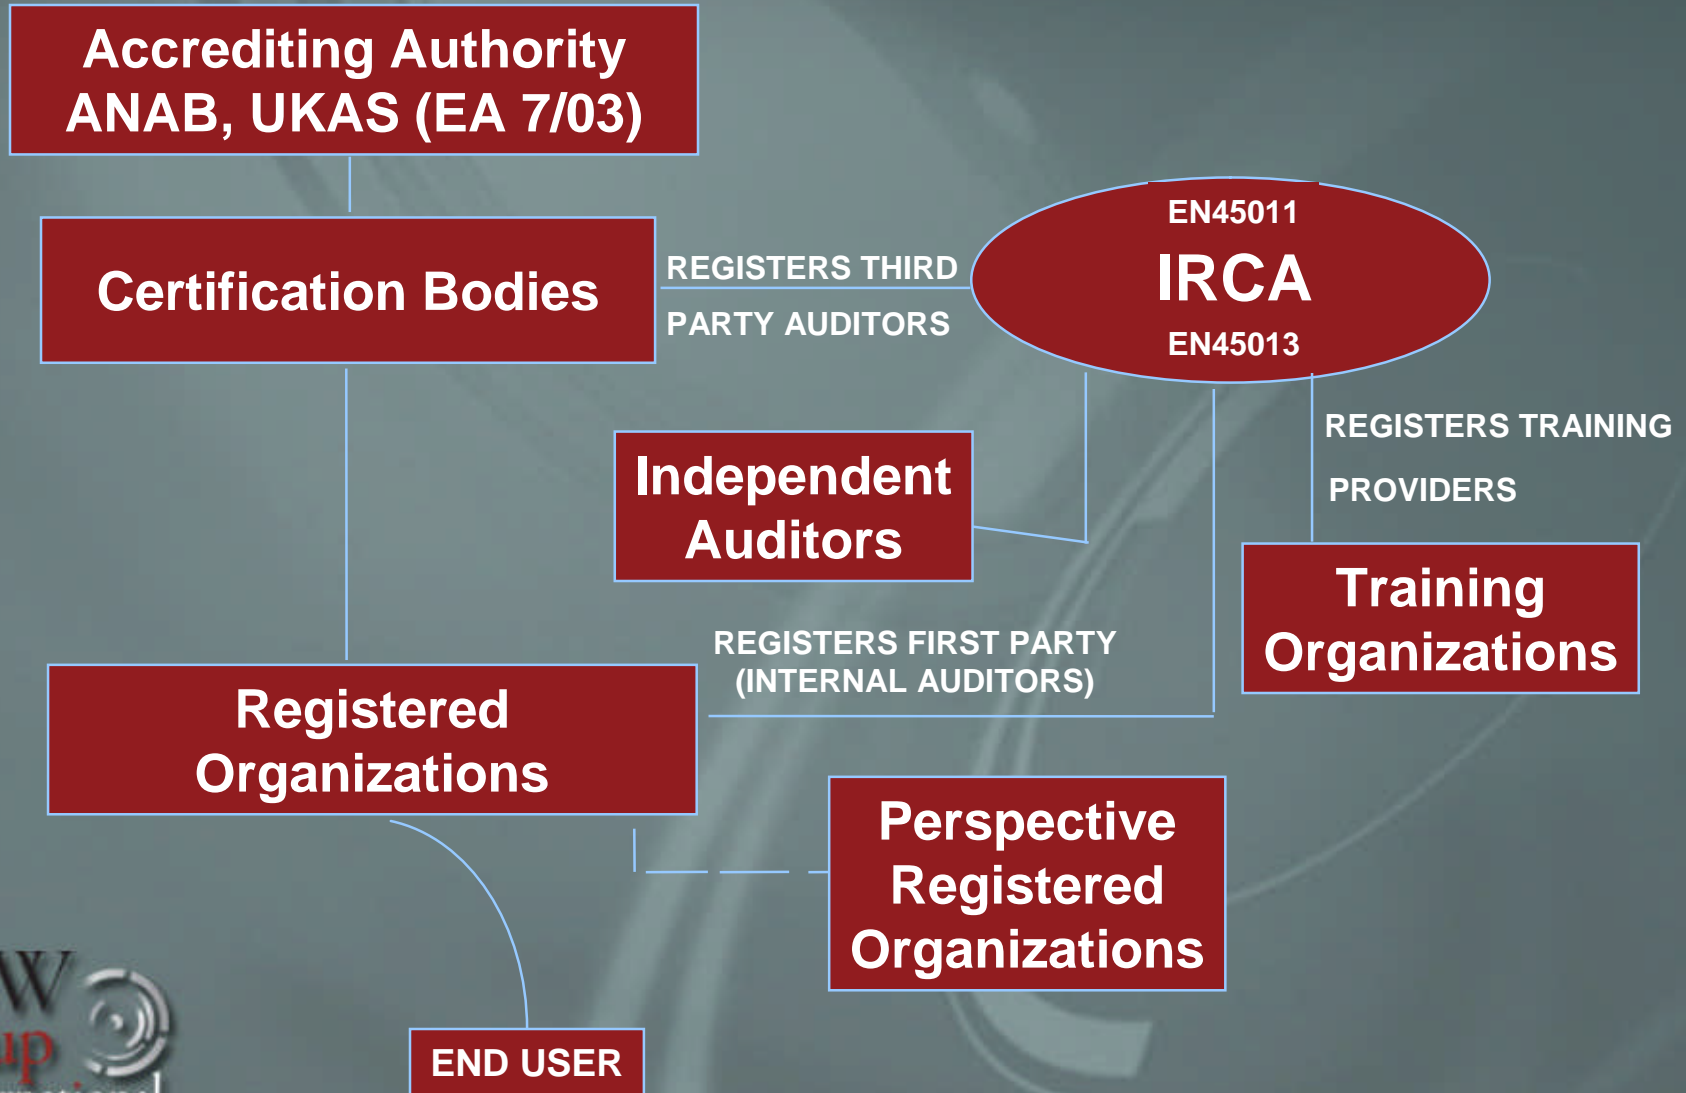 Accrediting Authority
ANAB, UKAS (EA 7/03)
Certification Bodies
REGISTERS THIRD
PARTY AUDITORS
EN45011
IRCA
EN45013
REGISTERS TRAINING
PROVIDERS
Independent
Auditors
Training
Organizations
REGISTERS FIRST PARTY
(INTERNAL AUDITORS)
Registered
Organizations
Perspective
Registered
Organizations
END USER